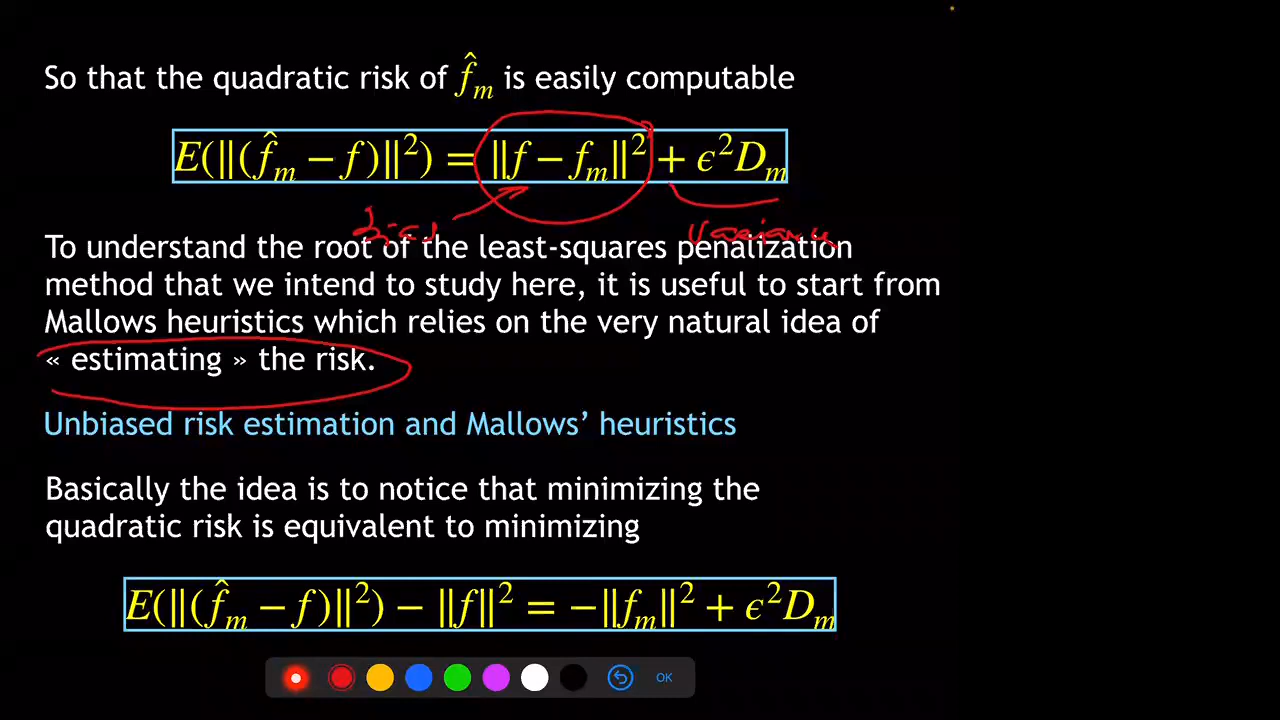 So that the quadratic risk of f̂_m is easily computable
E(‖(f̂_m − f)‖²) = ‖f − f_m‖² + ϵ²D_m
bias
variance
To understand the root of the least-squares penalization
method that we intend to study here, it is useful to start from
Mallows heuristics which relies on the very natural idea of
« estimating » the risk.
Unbiased risk estimation and Mallows’ heuristics
Basically the idea is to notice that minimizing the
quadratic risk is equivalent to minimizing
E(‖(f̂_m − f)‖²) − ‖f‖² = −‖f_m‖² + ϵ²D_m
OK